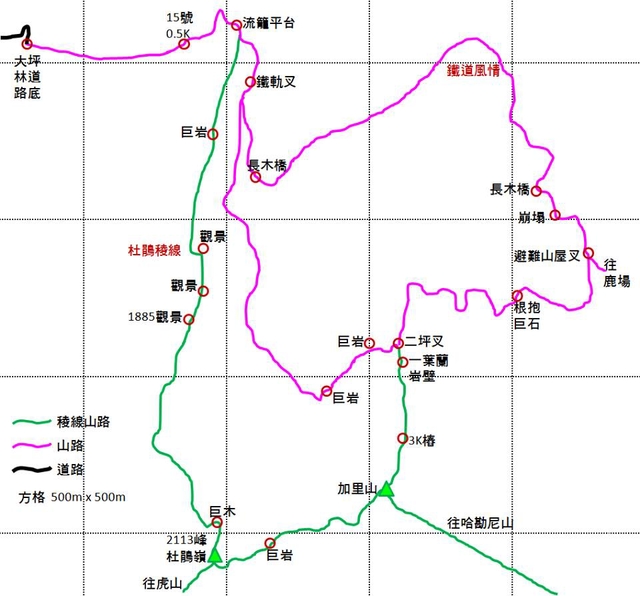 15號
0.5K
流籠平台
大坪
林道
路底
鐵軌叉
鐵道風情
巨岩
長木橋
長木橋
崩塌
觀景
杜鵑稜線
避難山屋叉
往
鹿場
觀景
根抱
巨石
1885觀景
巨岩
二坪叉
一葉蘭
岩壁
巨岩
稜線山路
山路
3K樁
道路
方格 500m x 500m
加里山
巨木
往哈勘尼山
2113峰
杜鵑嶺
巨岩
往虎山